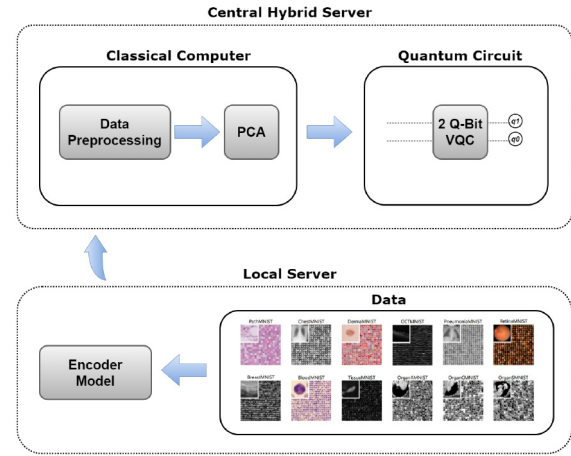 Central Hybrid Server
Classical Computer
Quantum Circuit
Data
Preprocessing
PCA
2 Q-Bit
VQC
q1
q0
Local Server
Data
PathMNIST
ChestMNIST
DermaMNIST
OCTMNIST
PneumoniaMNIST
RetinaMNIST
BreastMNIST
BloodMNIST
TissueMNIST
OrganAMNIST
OrganCMNIST
OrganSMNIST
Encoder
Model